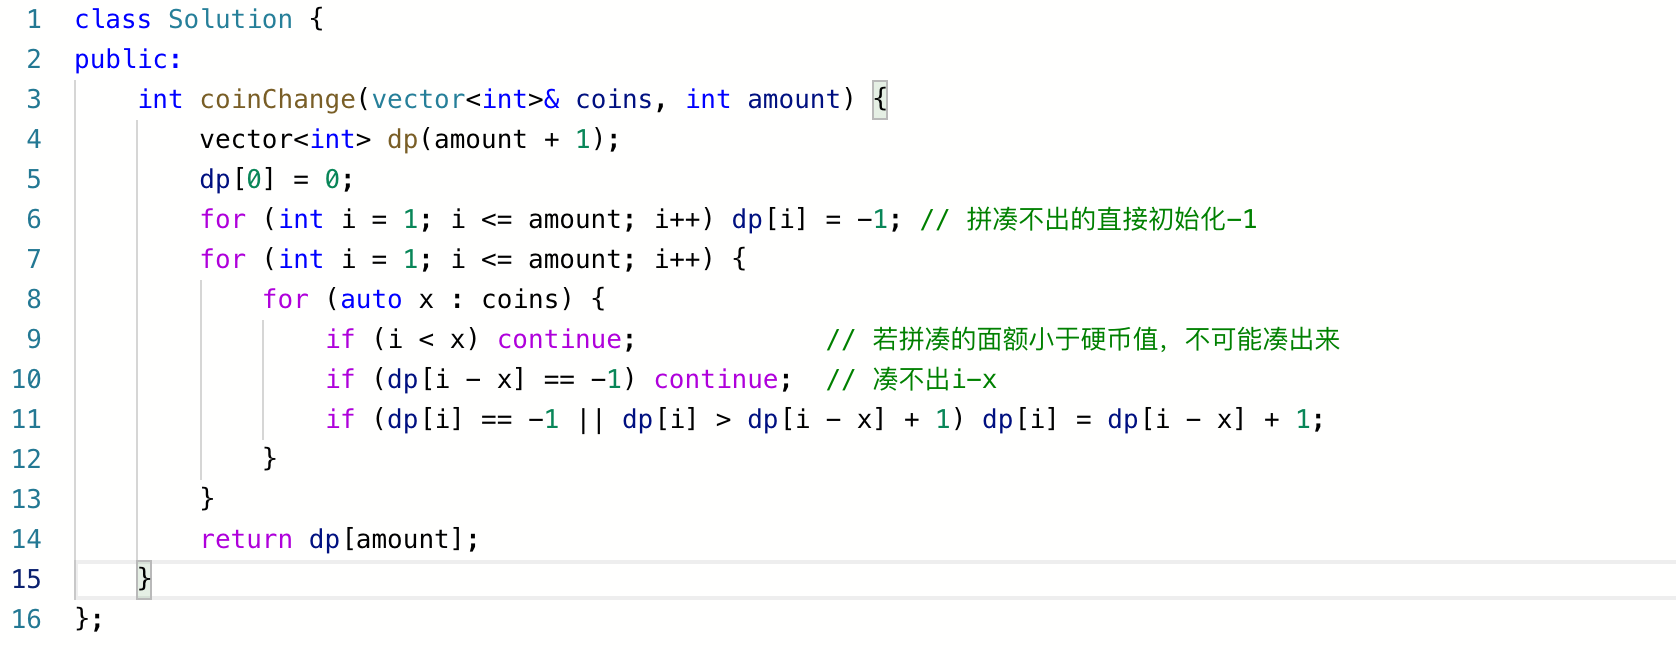 1 class Solution {
2 public:
3     int coinChange(vector<int>& coins, int amount) {
4         vector<int> dp(amount + 1);
5         dp[0] = 0;
6         for (int i = 1; i <= amount; i++) dp[i] = -1; // 拼凑不出的直接初始化-1
7         for (int i = 1; i <= amount; i++) {
8             for (auto x : coins) {
9                 if (i < x) continue;            // 若拼凑的面额小于硬币值，不可能凑出来
10                 if (dp[i - x] == -1) continue;  // 凑不出i-x
11                 if (dp[i] == -1 || dp[i] > dp[i - x] + 1) dp[i] = dp[i - x] + 1;
12             }
13         }
14         return dp[amount];
15     }
16 };